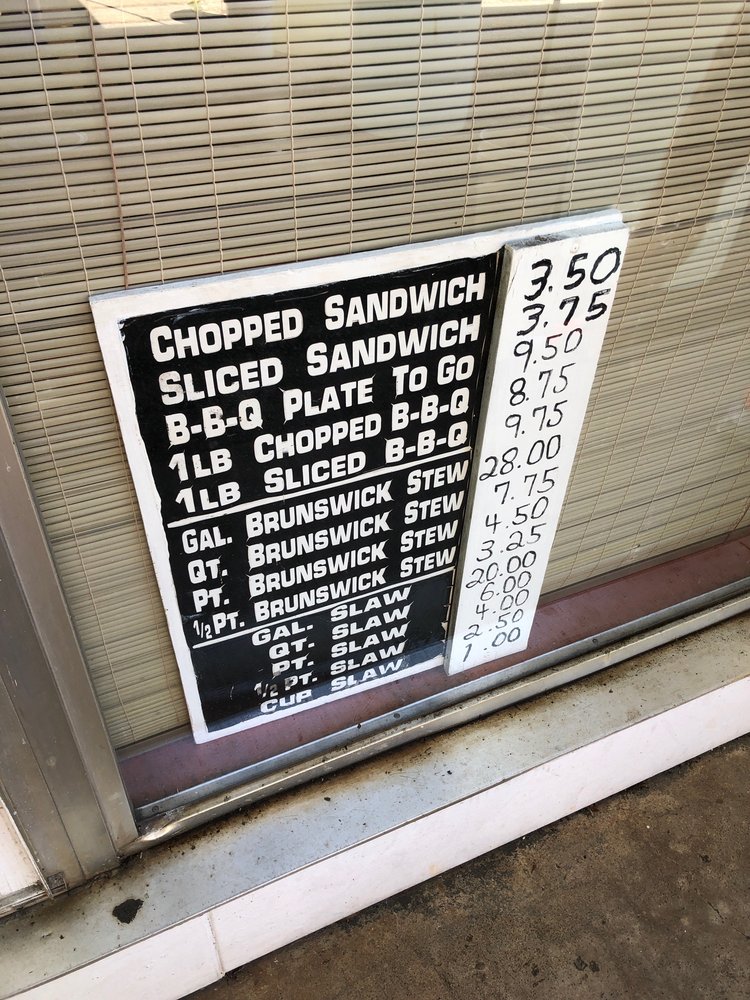 CHOPPED SANDWICH 3.50
SLICED SANDWICH 3.75
B-B-Q PLATE TO GO 9.50
1LB CHOPPED B-B-Q 8.75
1LB SLICED B-B-Q 9.75
GAL. BRUNSWICK STEW 28.00
QT. BRUNSWICK STEW 7.75
PT. BRUNSWICK STEW 4.50
1/2 PT. BRUNSWICK STEW 3.25
GAL. SLAW 20.00
QT. SLAW 6.00
PT. SLAW 4.00
1/2 PT. SLAW 2.50
CUP SLAW 1.00